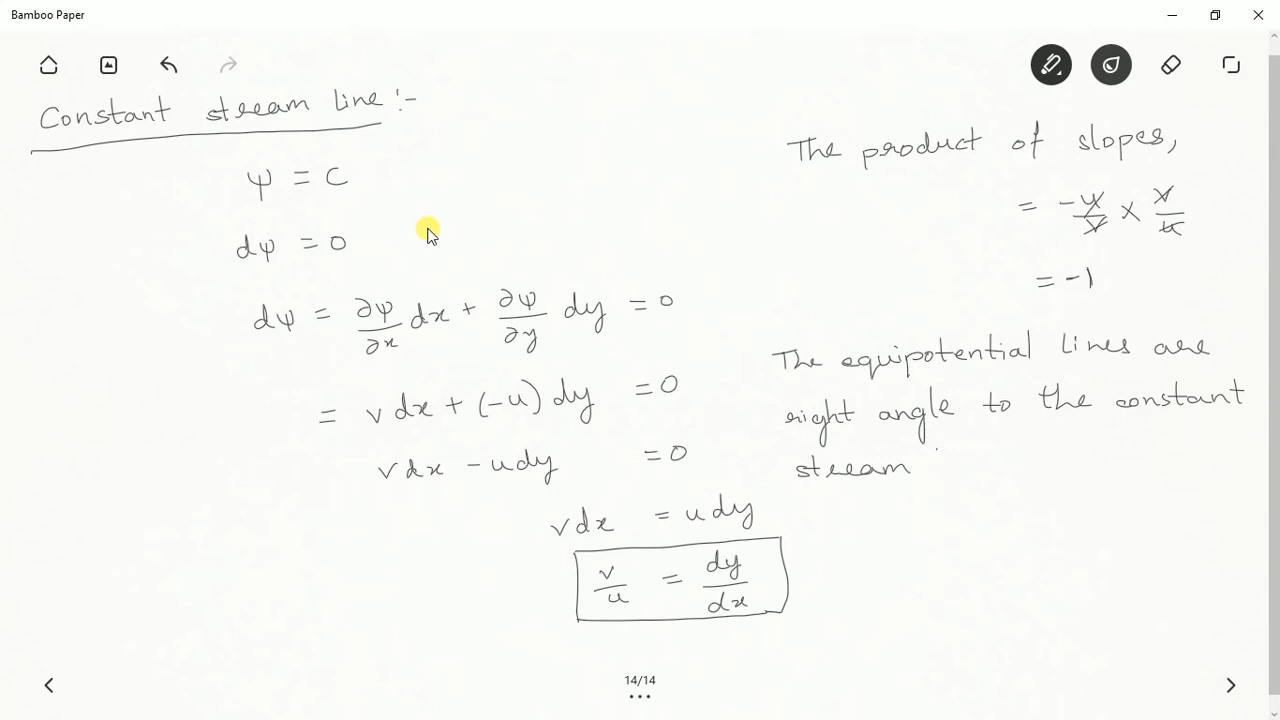 Bamboo Paper
Constant stream line :-
ψ = C
dψ = 0
dψ = ∂ψ/∂x dx + ∂ψ/∂y dy = 0
= v dx + (-u) dy = 0
v dx - u dy = 0
v dx = u dy
v/u = dy/dx
The product of slopes,
= -u/v × v/u
= -1
The equipotential lines are
right angle to the constant
stream
14/14